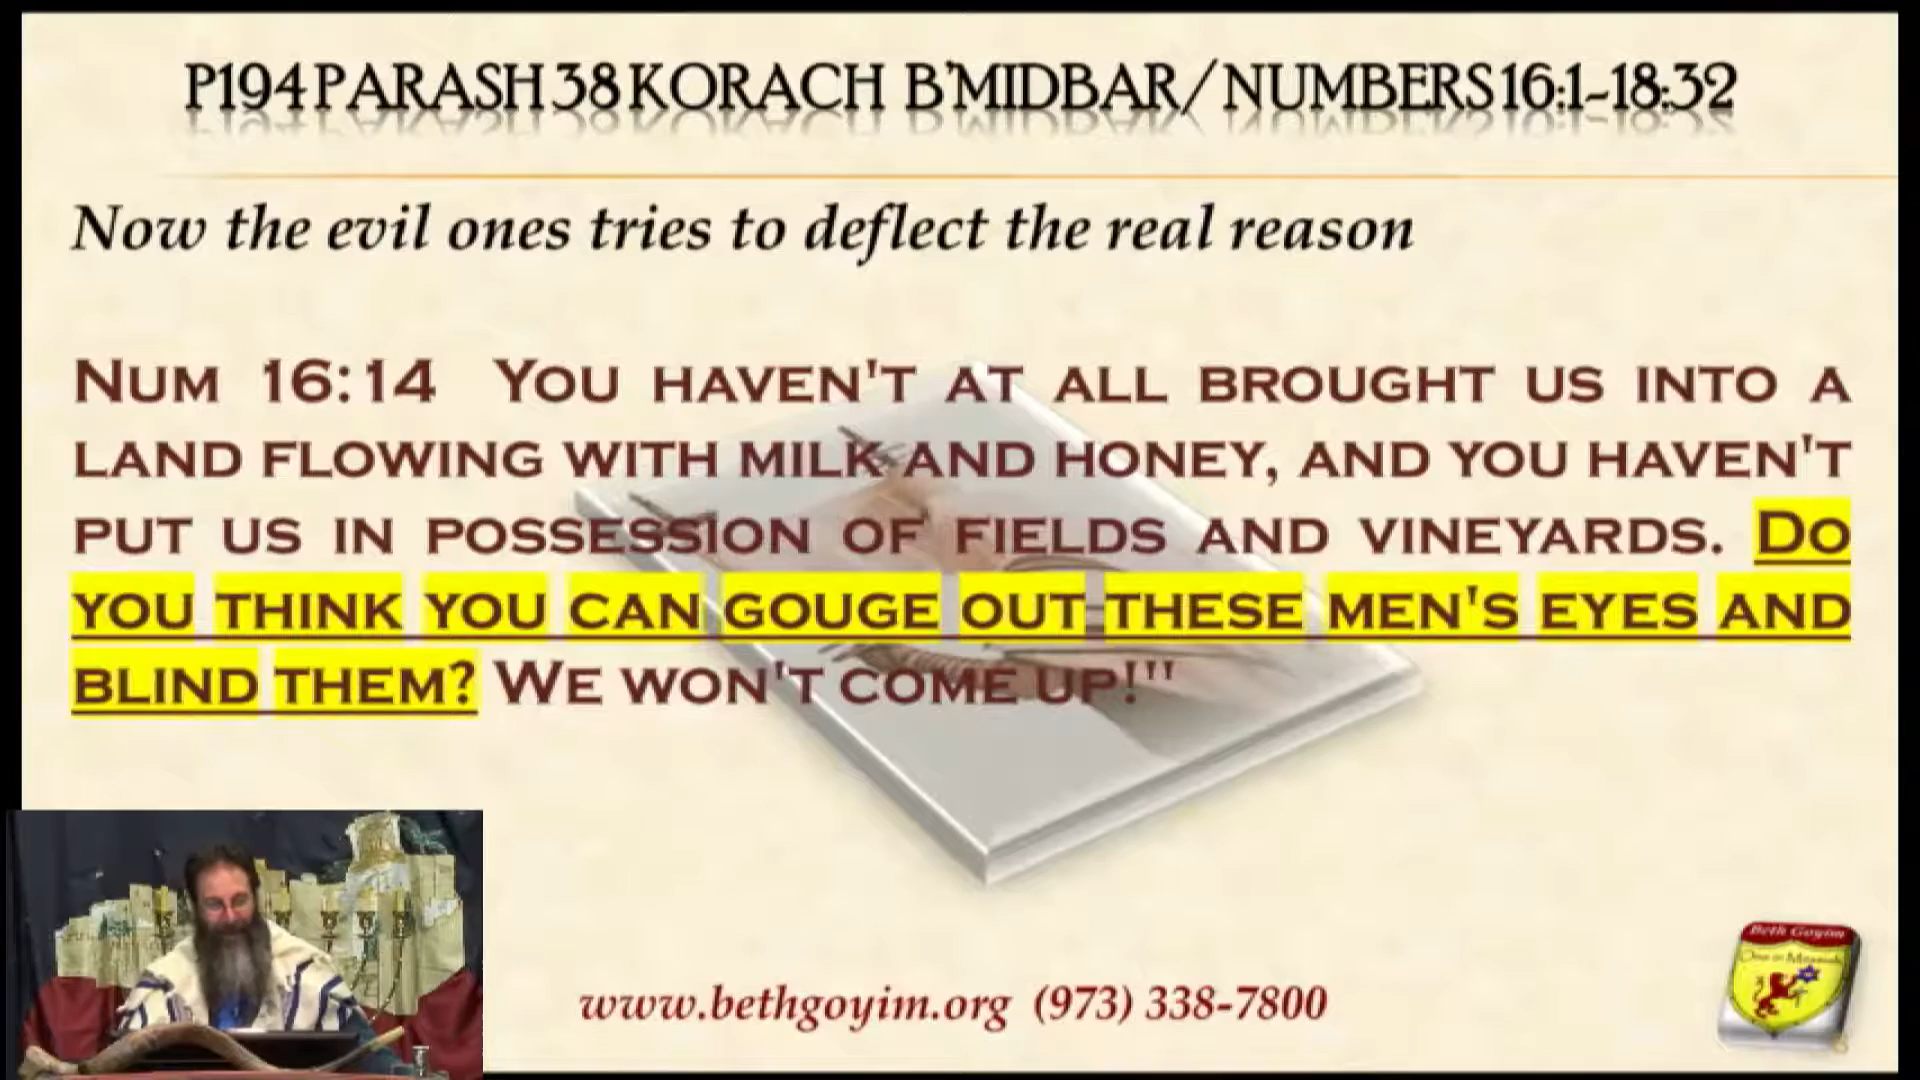 P194 PARASH 38 KORACH B'MIDBAR/NUMBERS 16:1-18:32
Now the evil ones tries to deflect the real reason
NUM 16:14 YOU HAVEN'T AT ALL BROUGHT US INTO A
LAND FLOWING WITH MILK AND HONEY, AND YOU HAVEN'T
PUT US IN POSSESSION OF FIELDS AND VINEYARDS. DO
YOU THINK YOU CAN GOUGE OUT THESE MEN'S EYES AND
BLIND THEM? WE WON'T COME UP!'"
Beth Goyim
One in Messiah
www.bethgoyim.org (973) 338-7800